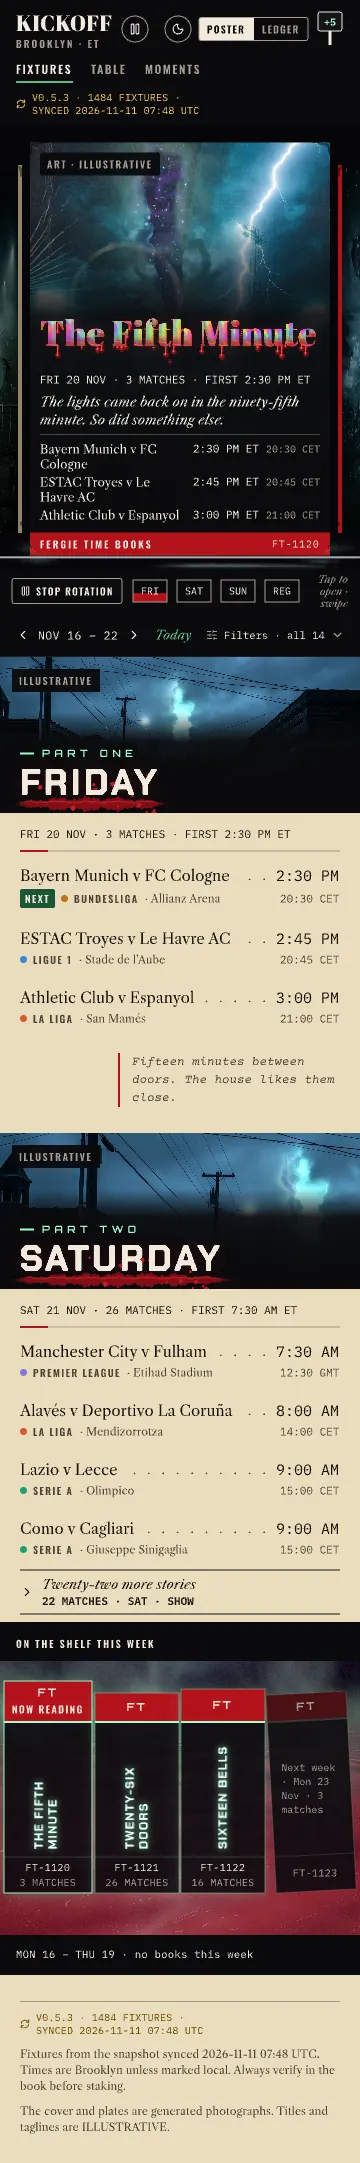 KICKOFF
BROOKLYN · ET
POSTER
LEDGER
+5
FIXTURES
TABLE
MOMENTS
V0.5.3 · 1484 FIXTURES ·
SYNCED 2026-11-11 07:48 UTC
ART · ILLUSTRATIVE
The Fifth Minute
FRI 20 NOV · 3 MATCHES · FIRST 2:30 PM ET
The lights came back on in the ninety-fifth
minute. So did something else.
Bayern Munich v FC
Cologne
2:30 PM ET 20:30 CET
ESTAC Troyes v Le
Havre AC
2:45 PM ET 20:45 CET
Athletic Club v Espanyol
3:00 PM ET 21:00 CET
FERGIE TIME BOOKS
FT-1120
STOP ROTATION
FRI
SAT
SUN
REG
Tap to
open ·
swipe
NOV 16 – 22
Today
Filters · all 14
ILLUSTRATIVE
PART ONE
FRIDAY
FRI 20 NOV · 3 MATCHES · FIRST 2:30 PM ET
Bayern Munich v FC Cologne . . 2:30 PM
NEXT BUNDESLIGA · Allianz Arena 20:30 CET
ESTAC Troyes v Le Havre AC . . 2:45 PM
LIGUE 1 · Stade de l'Aube 20:45 CET
Athletic Club v Espanyol . . . . . 3:00 PM
LA LIGA · San Mamés 21:00 CET
Fifteen minutes between
doors. The house likes them
close.
ILLUSTRATIVE
PART TWO
SATURDAY
SAT 21 NOV · 26 MATCHES · FIRST 7:30 AM ET
Manchester City v Fulham . . . . 7:30 AM
PREMIER LEAGUE · Etihad Stadium 12:30 GMT
Alavés v Deportivo La Coruña . . 8:00 AM
LA LIGA · Mendizorrotza 14:00 CET
Lazio v Lecce . . . . . . . . . . 9:00 AM
SERIE A · Olimpico 15:00 CET
Como v Cagliari . . . . . . . . . 9:00 AM
SERIE A · Giuseppe Sinigaglia 15:00 CET
Twenty-two more stories
22 MATCHES · SAT · SHOW
ON THE SHELF THIS WEEK
FT
NOW READING
THE FIFTH
MINUTE
FT-1120
3 MATCHES
FT
TWENTY-SIX
DOORS
FT-1121
26 MATCHES
FT
SIXTEEN BELLS
FT-1122
16 MATCHES
FT
Next week
· Mon 23
Nov · 3
matches
FT-1123
MON 16 – THU 19 · no books this week
V0.5.3 · 1484 FIXTURES ·
SYNCED 2026-11-11 07:48 UTC
Fixtures from the snapshot synced 2026-11-11 07:48 UTC.
Times are Brooklyn unless marked local. Always verify in the
book before staking.
The cover and plates are generated photographs. Titles and
taglines are ILLUSTRATIVE.